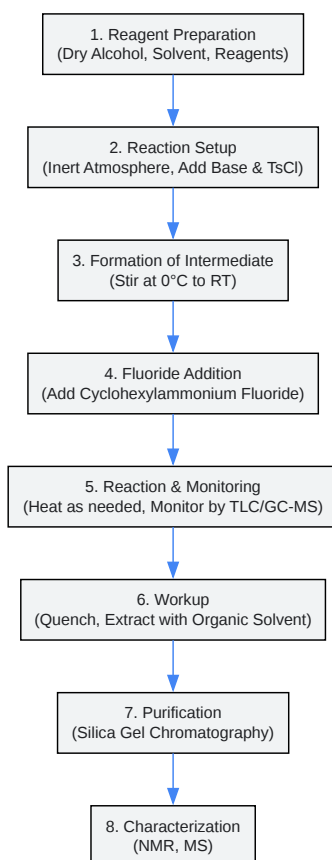 1. Reagent Preparation
(Dry Alcohol, Solvent, Reagents)
2. Reaction Setup
(Inert Atmosphere, Add Base & TsCl)
3. Formation of Intermediate
(Stir at 0°C to RT)
4. Fluoride Addition
(Add Cyclohexylammonium Fluoride)
5. Reaction & Monitoring
(Heat as needed, Monitor by TLC/GC-MS)
6. Workup
(Quench, Extract with Organic Solvent)
7. Purification
(Silica Gel Chromatography)
8. Characterization
(NMR, MS)